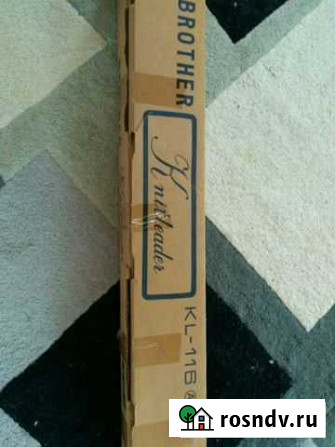 BROTHER
Knitleader
KL-116 A
rosndv.ru